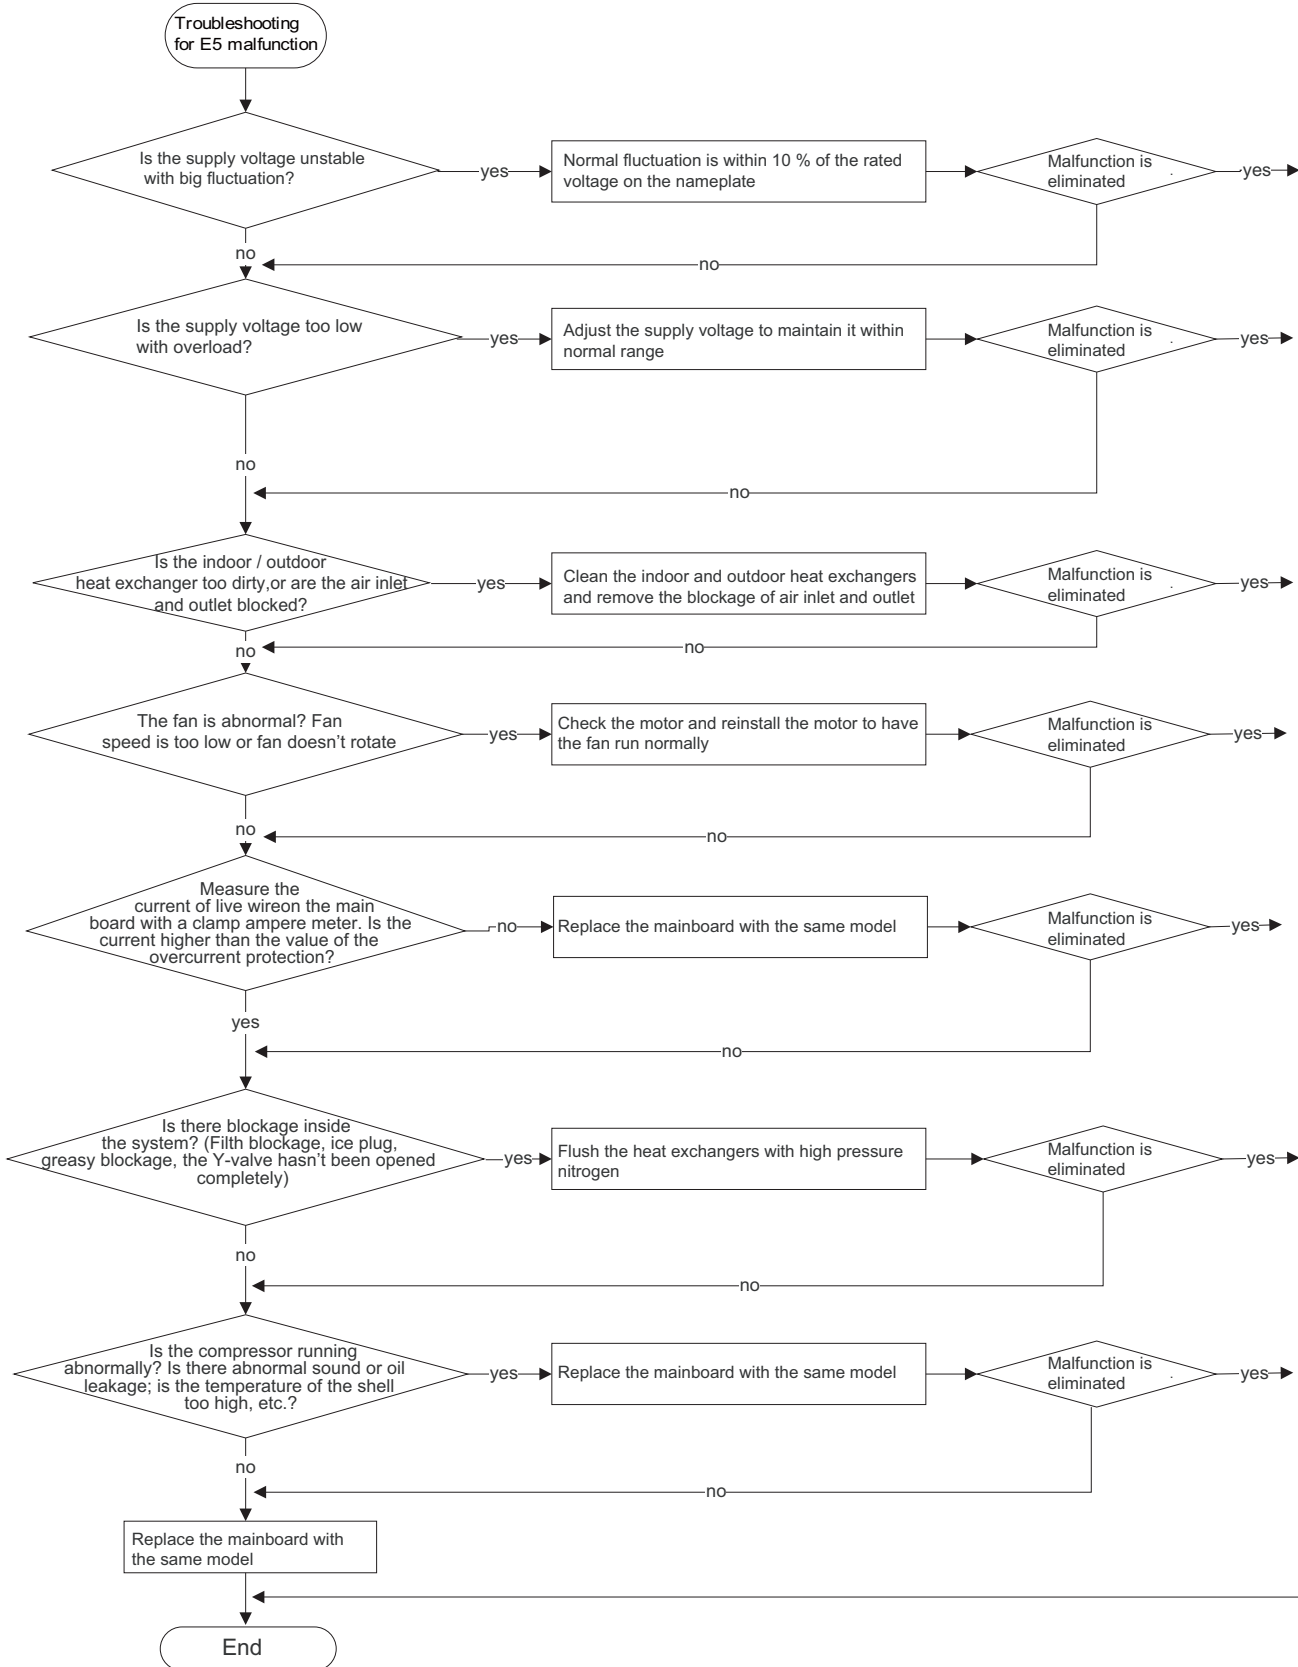 Troubleshooting
for E5 malfunction
Is the supply voltage unstable
with big fluctuation?
yes
Normal fluctuation is within 10 % of the rated
voltage on the nameplate
Malfunction is
eliminated
yes
no
no
Is the supply voltage too low
with overload?
yes
Adjust the supply voltage to maintain it within
normal range
Malfunction is
eliminated
yes
no
no
Is the indoor / outdoor
heat exchanger too dirty,or are the air inlet
and outlet blocked?
yes
Clean the indoor and outdoor heat exchangers
and remove the blockage of air inlet and outlet
Malfunction is
eliminated
yes
no
no
The fan is abnormal? Fan
speed is too low or fan doesn't rotate
yes
Check the motor and reinstall the motor to have
the fan run normally
Malfunction is
eliminated
yes
no
no
Measure the
current of live wireon the main
board with a clamp ampere meter. Is the
current higher than the value of the
overcurrent protection?
no
Replace the mainboard with the same model
Malfunction is
eliminated
yes
yes
no
Is there blockage inside
the system? (Filth blockage, ice plug,
greasy blockage, the Y-valve hasn't been opened
completely)
yes
Flush the heat exchangers with high pressure
nitrogen
Malfunction is
eliminated
yes
no
no
Is the compressor running
abnormally? Is there abnormal sound or oil
leakage; is the temperature of the shell
too high, etc.?
yes
Replace the mainboard with the same model
Malfunction is
eliminated
yes
no
no
Replace the mainboard with
the same model
End